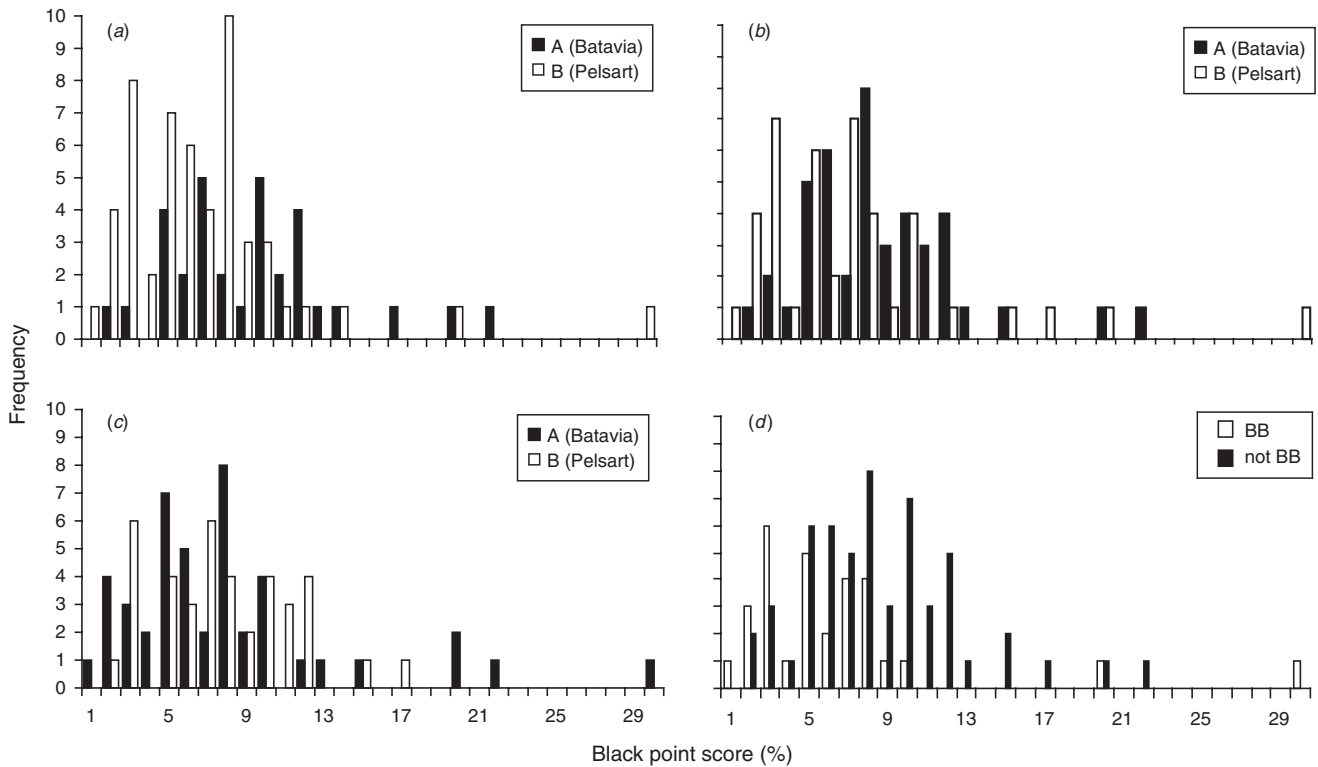 (a)
A (Batavia)
B (Pelsart)
10
9
8
7
6
5
4
3
2
1
0
(b)
A (Batavia)
B (Pelsart)
Frequency
(c)
A (Batavia)
B (Pelsart)
10
9
8
7
6
5
4
3
2
1
0
1 5 9 13 17 21 25 29
(d)
BB
not BB
1 5 9 13 17 21 25 29
Black point score (%)